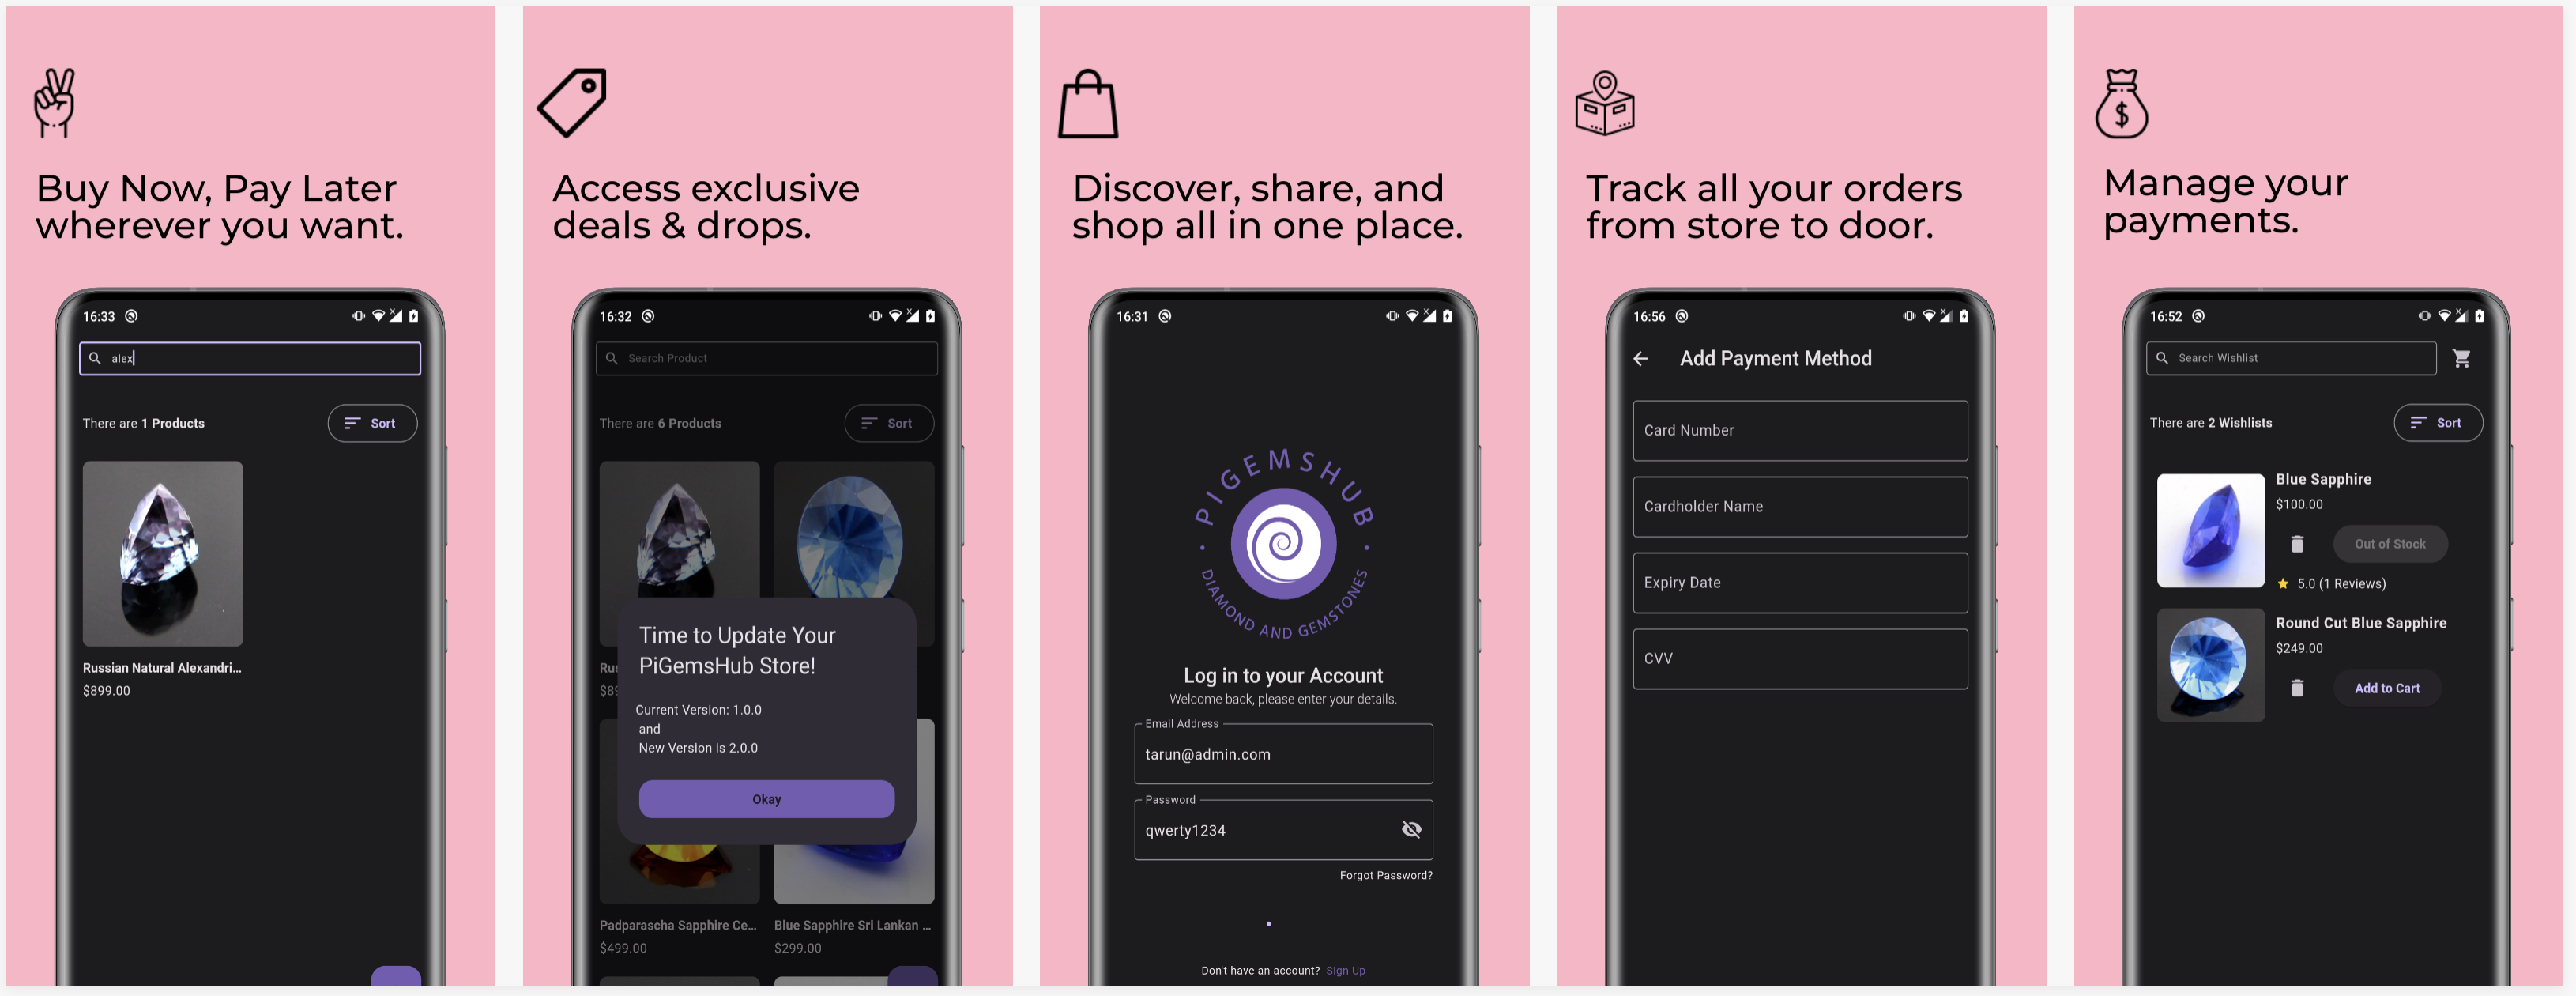 Buy Now, Pay Later
wherever you want.
16:33
alex
There are 1 Products
Sort
Russian Natural Alexandri...
$899.00
Access exclusive
deals & drops.
16:32
Search Product
There are 6 Products
Sort
Rus
$89
Time to Update Your
PiGemsHub Store!
Current Version: 1.0.0
and
New Version is 2.0.0
Okay
Padparascha Sapphire Ce...
$499.00
Blue Sapphire Sri Lankan ...
$299.00
Discover, share, and
shop all in one place.
16:31
PIGEMSHUB
DIAMOND AND GEMSTONES
Log in to your Account
Welcome back, please enter your details.
Email Address
tarun@admin.com
Password
qwerty1234
Forgot Password?
Don't have an account? Sign Up
Track all your orders
from store to door.
16:56
Add Payment Method
Card Number
Cardholder Name
Expiry Date
CVV
$
Manage your
payments.
16:52
Search Wishlist
There are 2 Wishlists
Sort
Blue Sapphire
$100.00
Out of Stock
5.0 (1 Reviews)
Round Cut Blue Sapphire
$249.00
Add to Cart